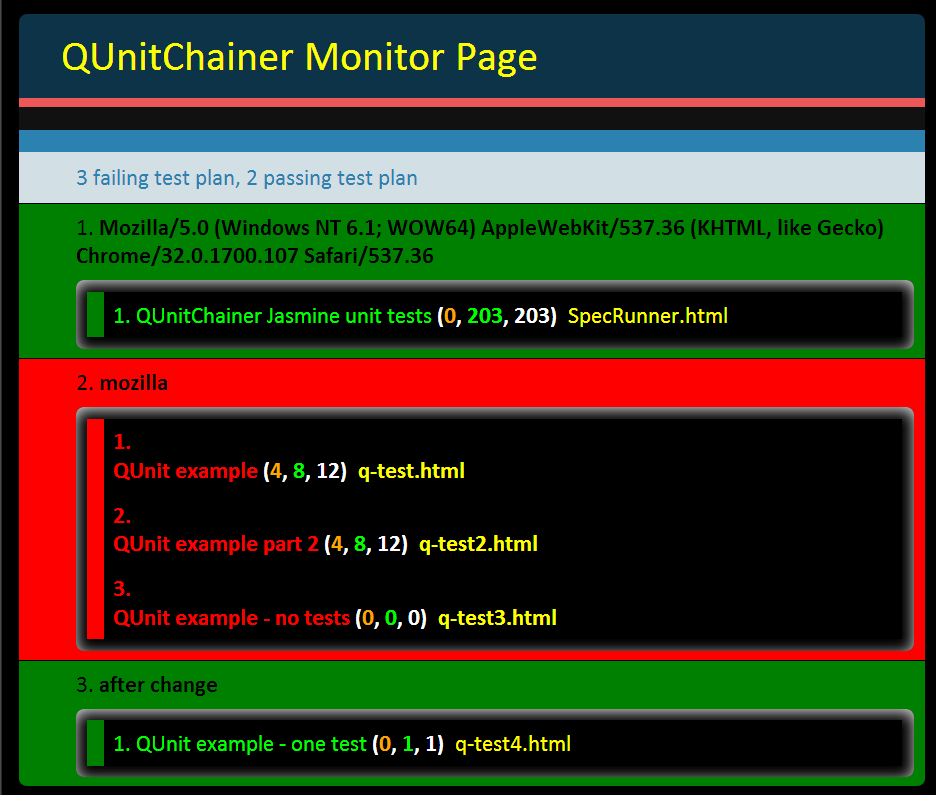 QUnitChainer Monitor Page
3 failing test plan, 2 passing test plan
1. Mozilla/5.0 (Windows NT 6.1; WOW64) AppleWebKit/537.36 (KHTML, like Gecko)
Chrome/32.0.1700.107 Safari/537.36
1. QUnitChainer Jasmine unit tests (0, 203, 203) SpecRunner.html
2. mozilla
1.
QUnit example (4, 8, 12) q-test.html
2.
QUnit example part 2 (4, 8, 12) q-test2.html
3.
QUnit example - no tests (0, 0, 0) q-test3.html
3. after change
1. QUnit example - one test (0, 1, 1) q-test4.html